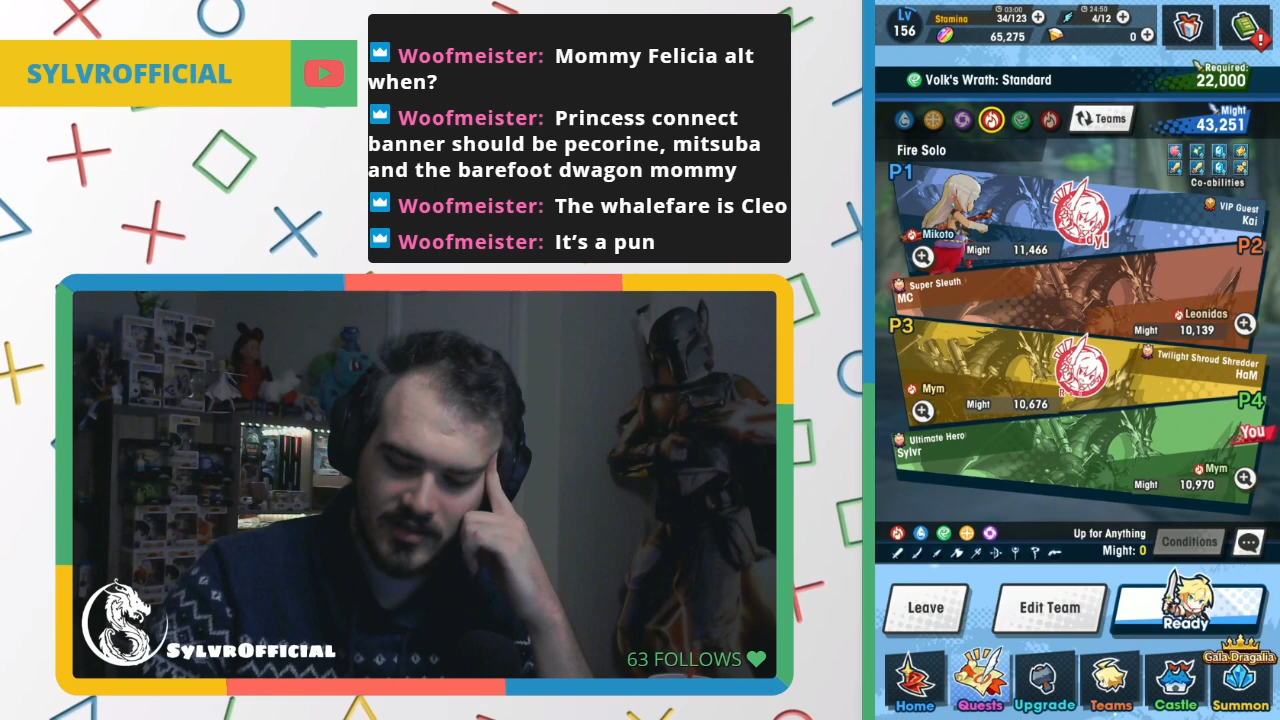 SYLVROFFICIAL
Woofmeister: Mommy Felicia alt
when?
Woofmeister: Princess connect
banner should be pecorine, mitsuba
and the barefoot dwagon mommy
Woofmeister: The whalefare is Cleo
Woofmeister: It's a pun
SYLVROFFICIAL
63 FOLLOWS
Lv
156
03:00
Stamina 34/123
24:50
4/12
65,275
0
Volk's Wrath: Standard
Required:
22,000
Teams
Might
43,251
Fire Solo
Co-abilities
P1
VIP Guest
Kai
Mikoto
Might 11,466
dy!
P2
Super Sleuth
MC
Leonidas
Might 10,139
P3
Twilight Shroud Shredder
HaM
Mym
Might 10,676
P4
You
Ultimate Hero
Sylvr
Mym
Might 10,970
Up for Anything
Might: 0
Conditions
Leave
Edit Team
Ready
Gala Dragalia
Home
Quests
Upgrade
Teams
Castle
Summon